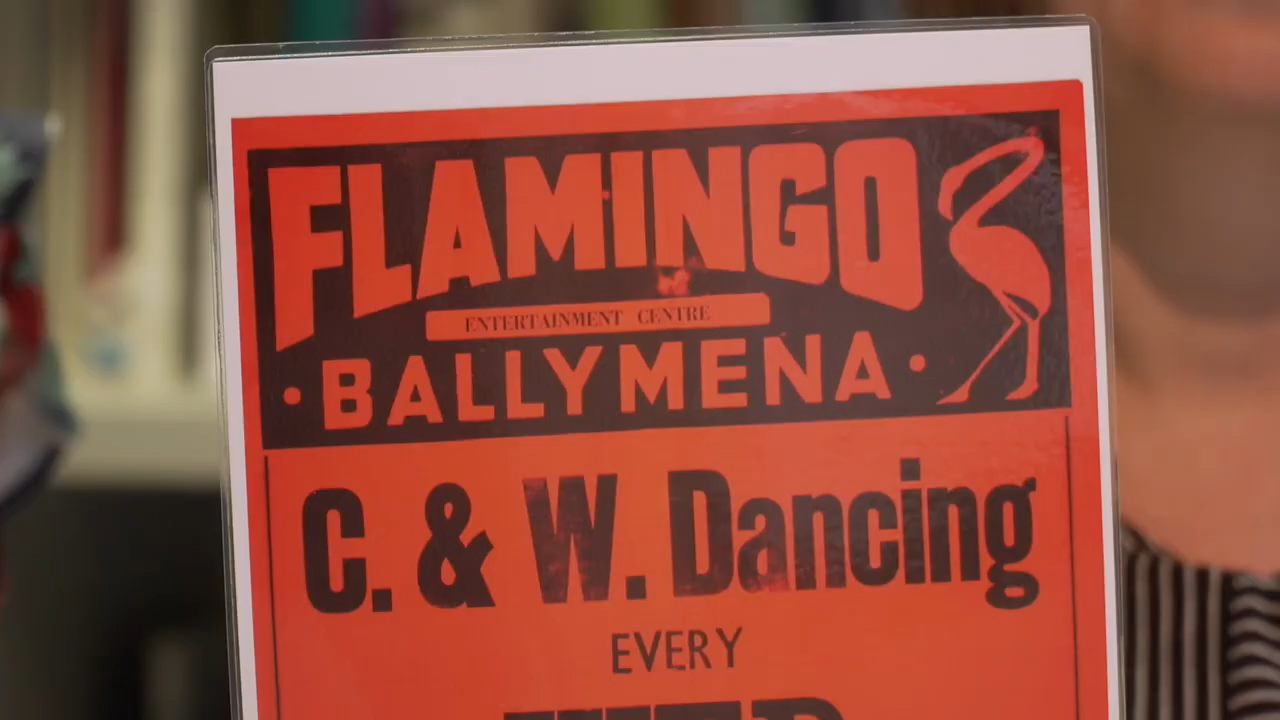 FLAMINGO
ENTERTAINMENT CENTRE
• BALLYMENA •
C. & W. Dancing
EVERY